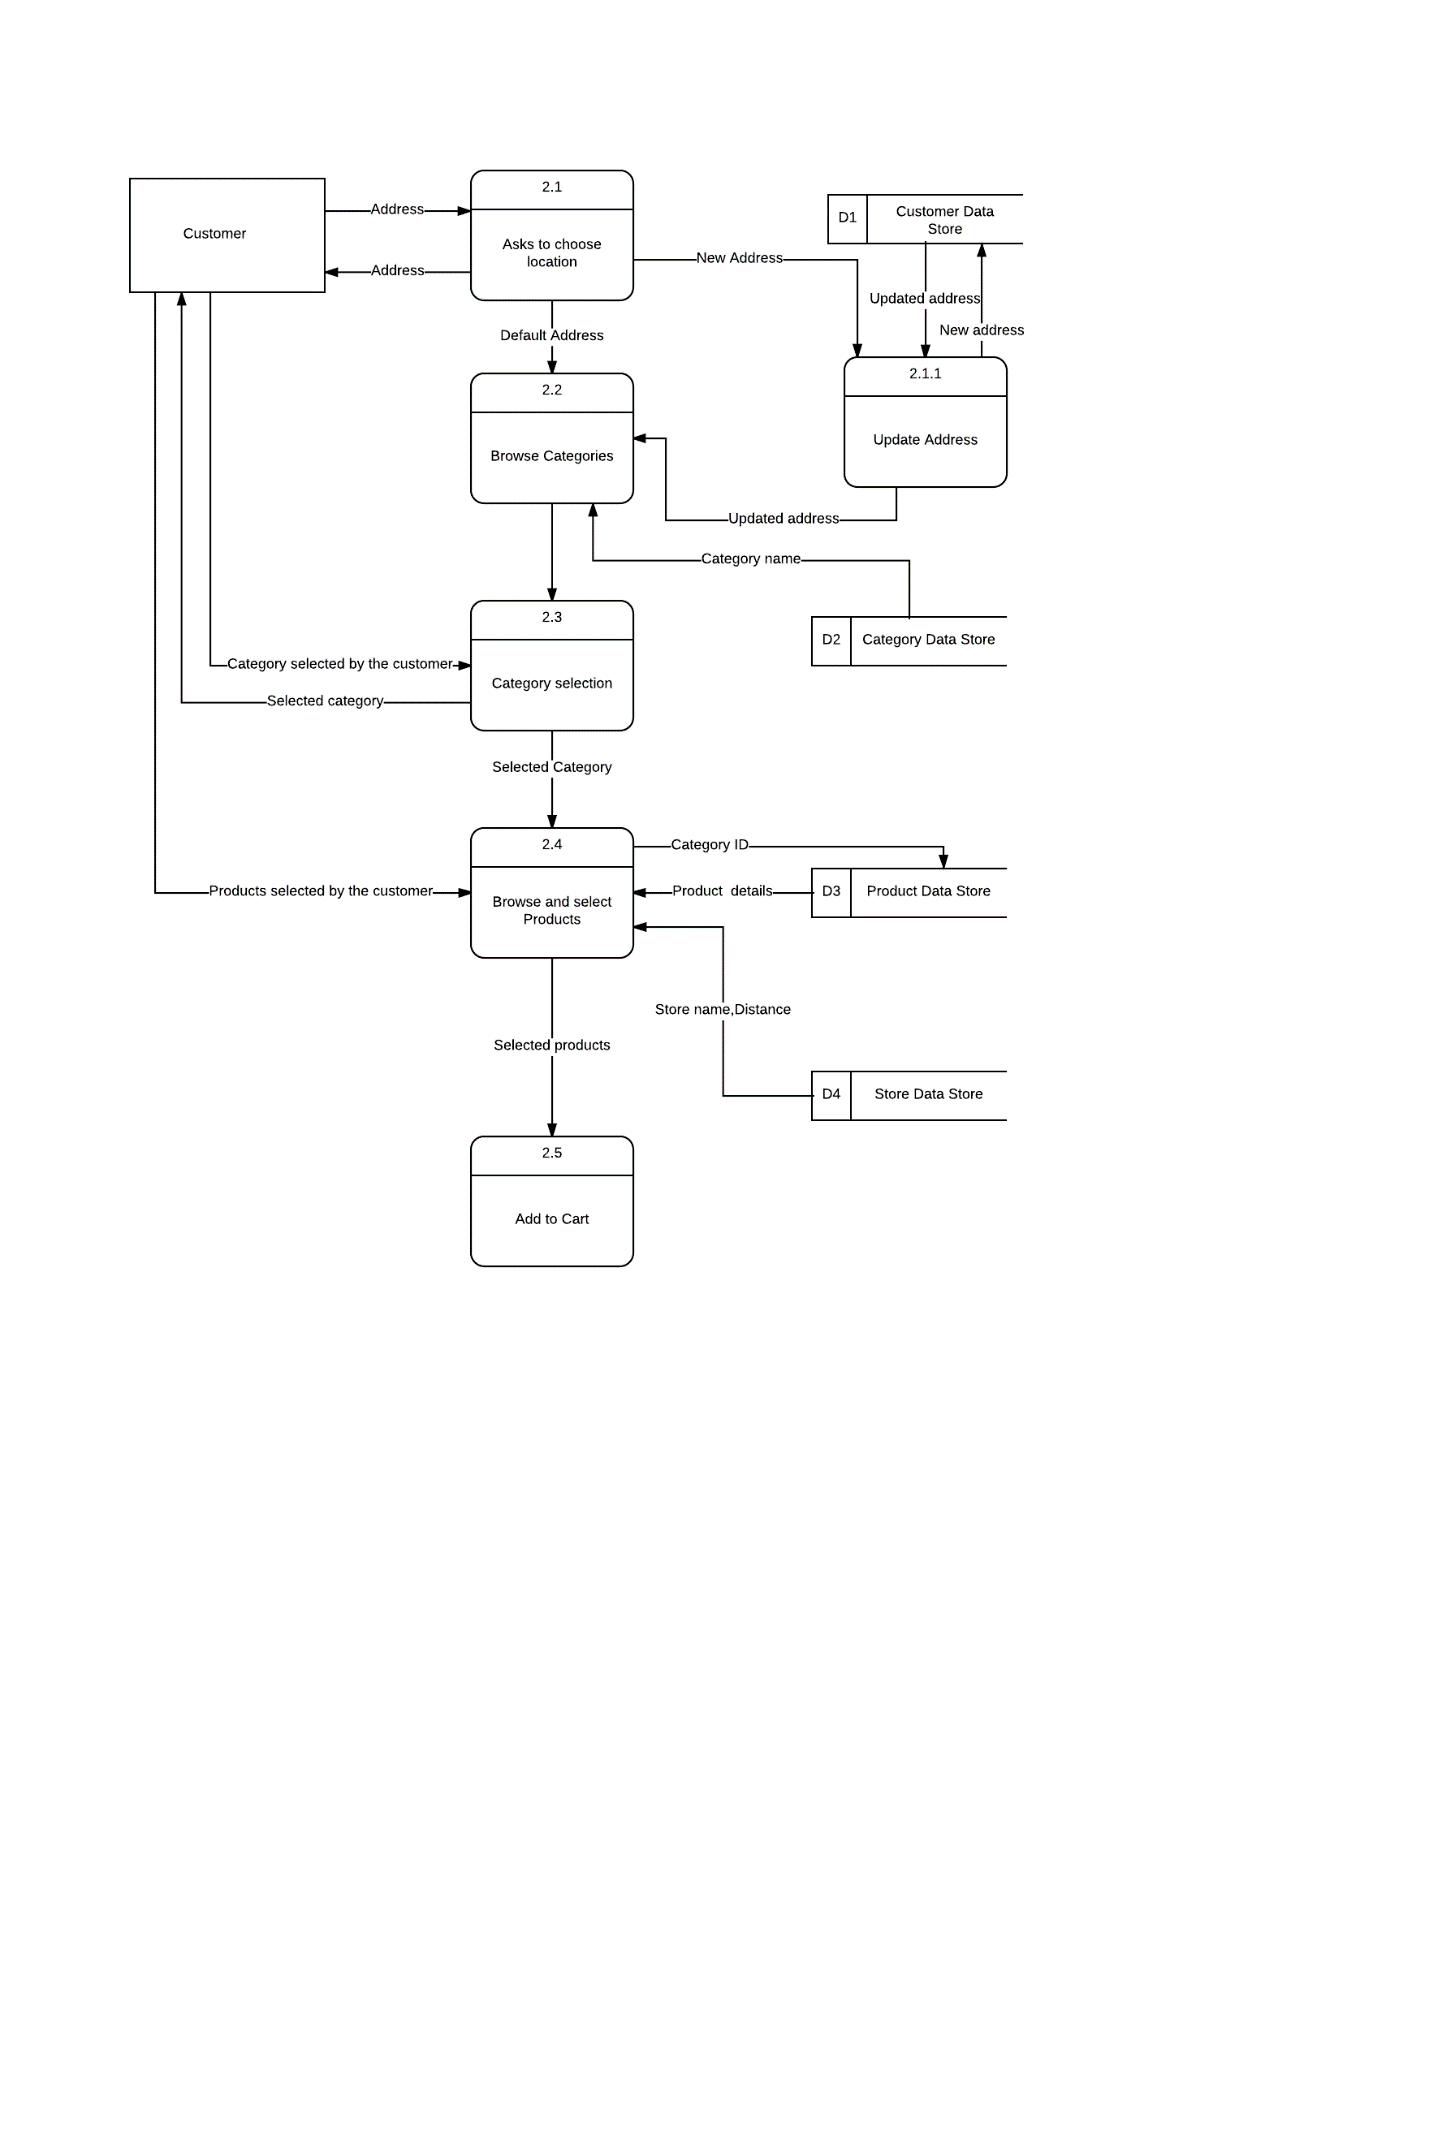 2.1
Customer Data
D1
Store
Address
Customer
Asks to choose
location
New Address
Address
Updated address
New address
Default Address
2.1.1
2.2
Update Address
Browse Categories
Updated address
Category name
2.3
D2
Category Data Store
Category selected by the customer
Category selection
Selected category
Selected Category
2.4
Category ID
Products selected by the customer
Product  details
D3
Product Data Store
Browse and select
Products
Store name,Distance
Selected products
D4
Store Data Store
2.5
Add to Cart